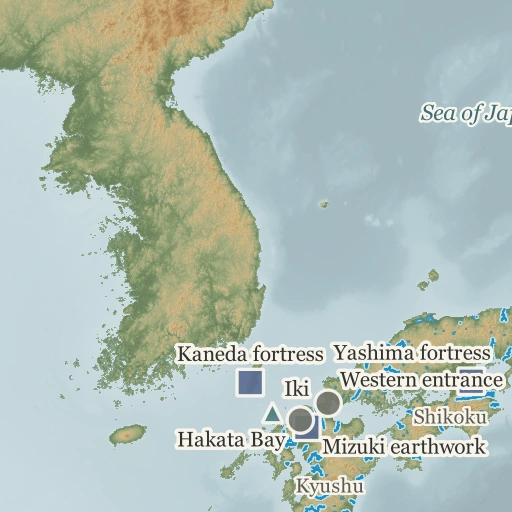 Sea of Jap
Kaneda fortress
Yashima fortress
Iki
Western entrance
Shikoku
Hakata Bay
Mizuki earthwork
Kyushu